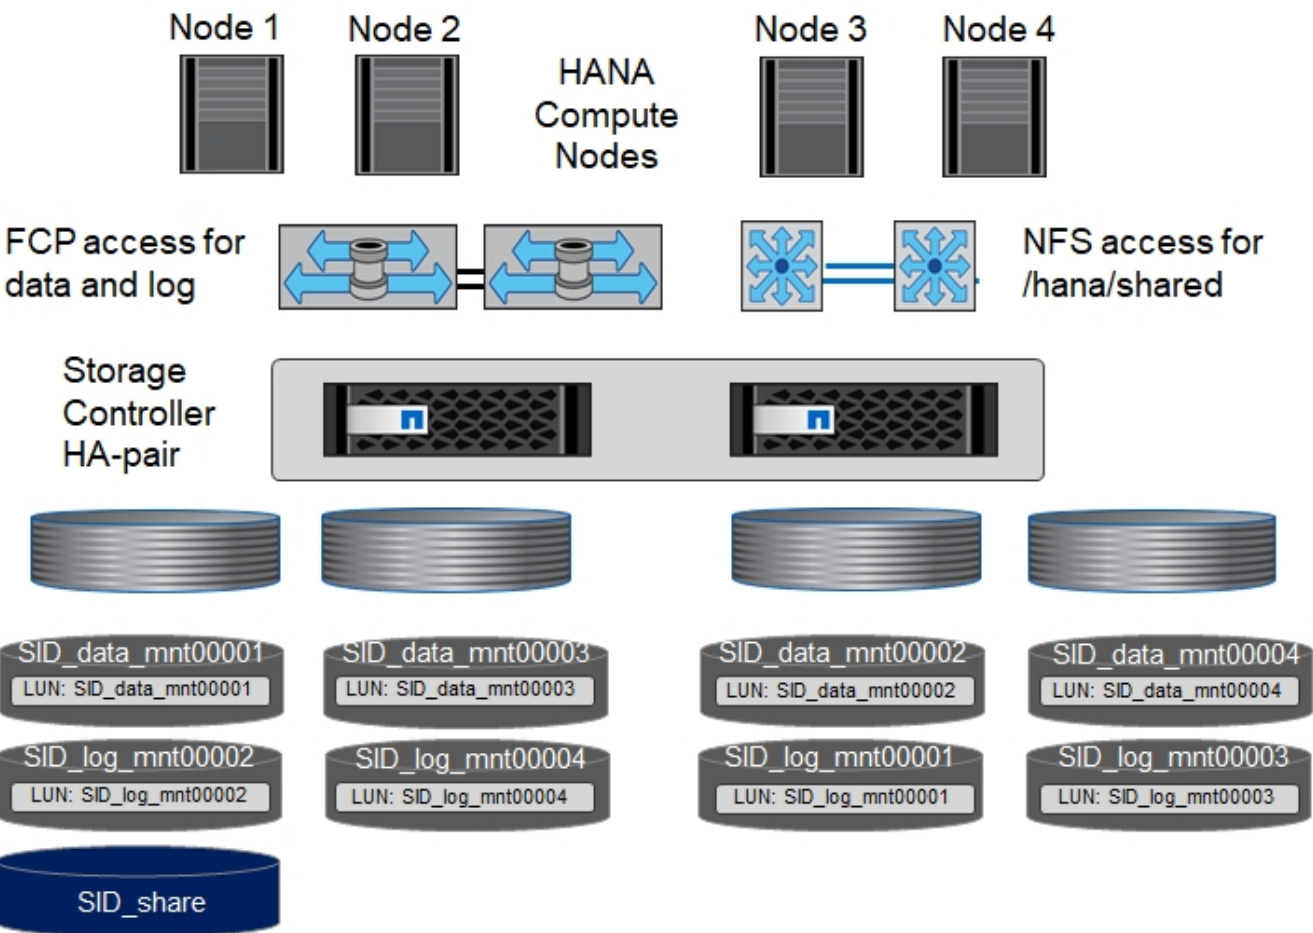 Node 1
Node 2
Node 3
Node 4
HANA
Compute
Nodes
FCP access for
data and log
NFS access for
/hana/shared
Storage
Controller
HA-pair
SID_data_mnt00001
LUN: SID_data_mnt00001
SID_data_mnt00003
LUN: SID_data_mnt00003
SID_data_mnt00002
LUN: SID_data_mnt00002
SID_data_mnt00004
LUN: SID_data_mnt00004
SID_log_mnt00002
LUN: SID_log_mnt00002
SID_log_mnt00004
LUN: SID_log_mnt00004
SID_log_mnt00001
LUN: SID_log_mnt00001
SID_log_mnt00003
LUN: SID_log_mnt00003
SID_share